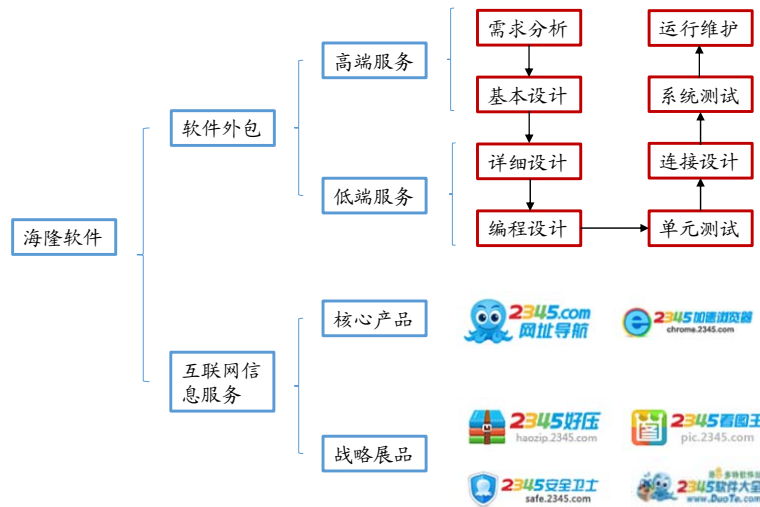 需求分析
运行维护
高端服务
基本设计
系统测试
软件外包
详细设计
连接设计
低端服务
编程设计
单元测试
海隆软件
核心产品
2345.com
网址导航
2345加速浏览器
chrome.2345.com
互联网信
息服务
2345好压
haozip.2345.com
2345看图王
pic.2345.com
战略展品
2345安全卫士
safe.2345.com
2345软件大全
www.DuoTe.com